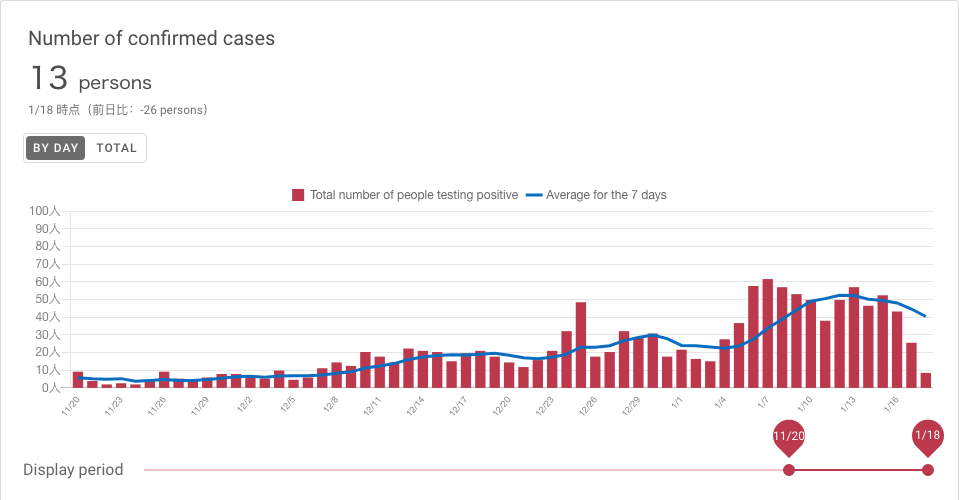 Number of confirmed cases
13 persons
1/18 時点（前日比：-26 persons）
BY DAY TOTAL
Total number of people testing positive Average for the 7 days
100人
90人
80人
70人
60人
50人
40人
30人
20人
10人
0人
11/20 11/23 11/26 11/29 12/2 12/5 12/8 12/11 12/14 12/17 12/20 12/23 12/26 12/29 1/1 1/4 1/7 1/10 1/13 1/16
11/20 1/18
Display period